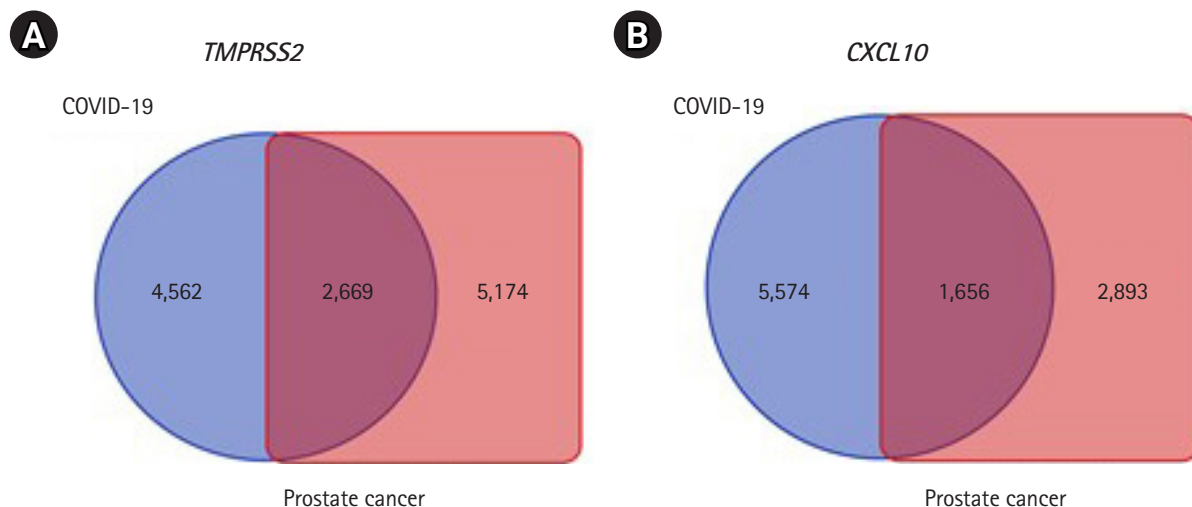 A
TMPRSS2
COVID-19
4,562
2,669
5,174
Prostate cancer
B
CXCL10
COVID-19
5,574
1,656
2,893
Prostate cancer